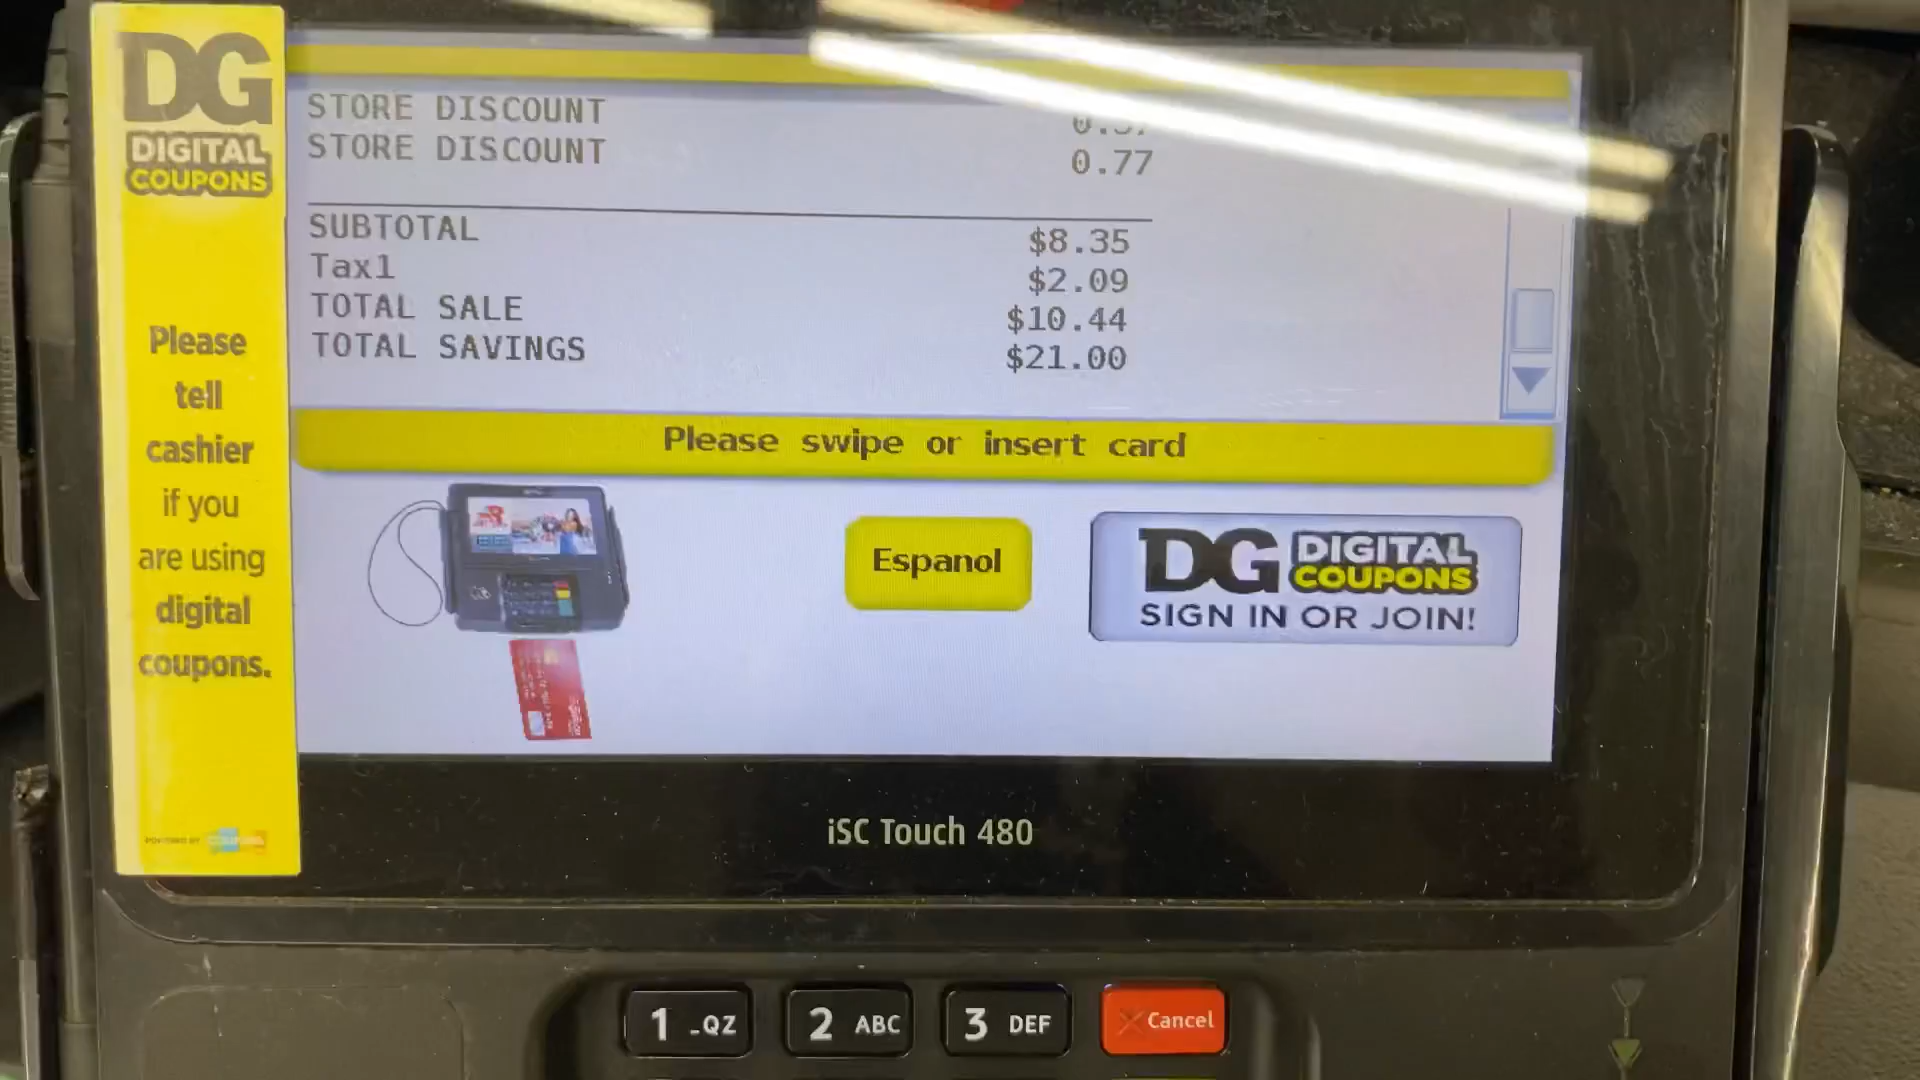 DG
DIGITAL
COUPONS
Please
tell
cashier
if you
are using
digital
coupons.
POWERED BY
STORE DISCOUNT
STORE DISCOUNT 0.77
SUBTOTAL $8.35
Tax1 $2.09
TOTAL SALE $10.44
TOTAL SAVINGS $21.00
Please swipe or insert card
Espanol
DG DIGITAL COUPONS
SIGN IN OR JOIN!
iSC Touch 480
1 -QZ 2 ABC 3 DEF Cancel